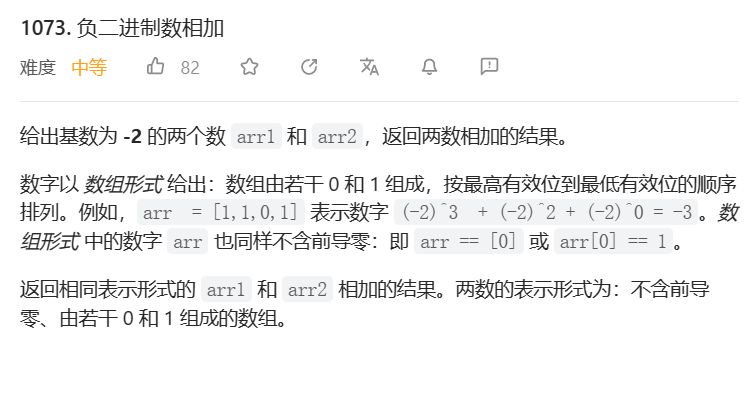 1073. 负二进制数相加
难度 中等 82
给出基数为 -2 的两个数 arr1 和 arr2，返回两数相加的结果。
数字以 数组形式 给出：数组由若干 0 和 1 组成，按最高有效位到最低有效位的顺序
排列。例如，arr = [1,1,0,1] 表示数字 (-2)^3 + (-2)^2 + (-2)^0 = -3。数
组形式 中的数字 arr 也同样不含前导零：即 arr == [0] 或 arr[0] == 1。
返回相同表示形式的 arr1 和 arr2 相加的结果。两数的表示形式为：不含前导
零、由若干 0 和 1 组成的数组。